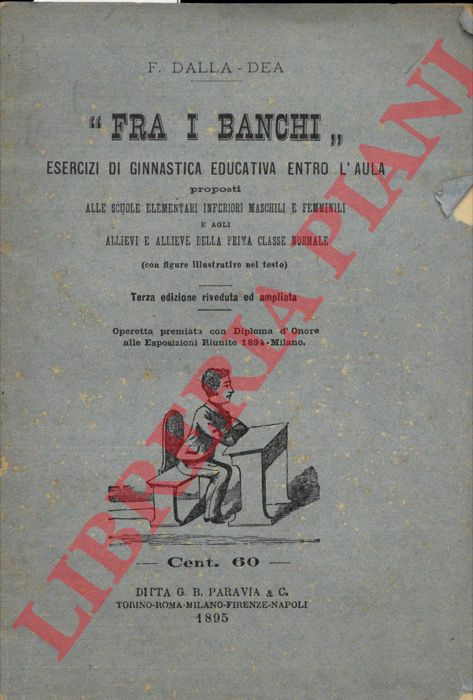 F. DALLA-DEA
“ FRA I BANCHI „
ESERCIZI DI GINNASTICA EDUCATIVA ENTRO L'AULA
proposti
ALLE SCUOLE ELEMENTARI INFERIORI MASCHILI E FEMMINILI
E AGLI
ALLIEVI E ALLIEVE DELLA PRIMA CLASSE NORMALE
(con figure illustrative nel testo)
Terza edizione riveduta ed ampliata
Operetta premiata con Diploma d'Onore
alle Esposizioni Riunite 1894-Milano.
— Cent. 60 —
DITTA G. B. PARAVIA & C.
TORINO-ROMA-MILANO-FIRENZE-NAPOLI
1895
LIBRERIA PIANI